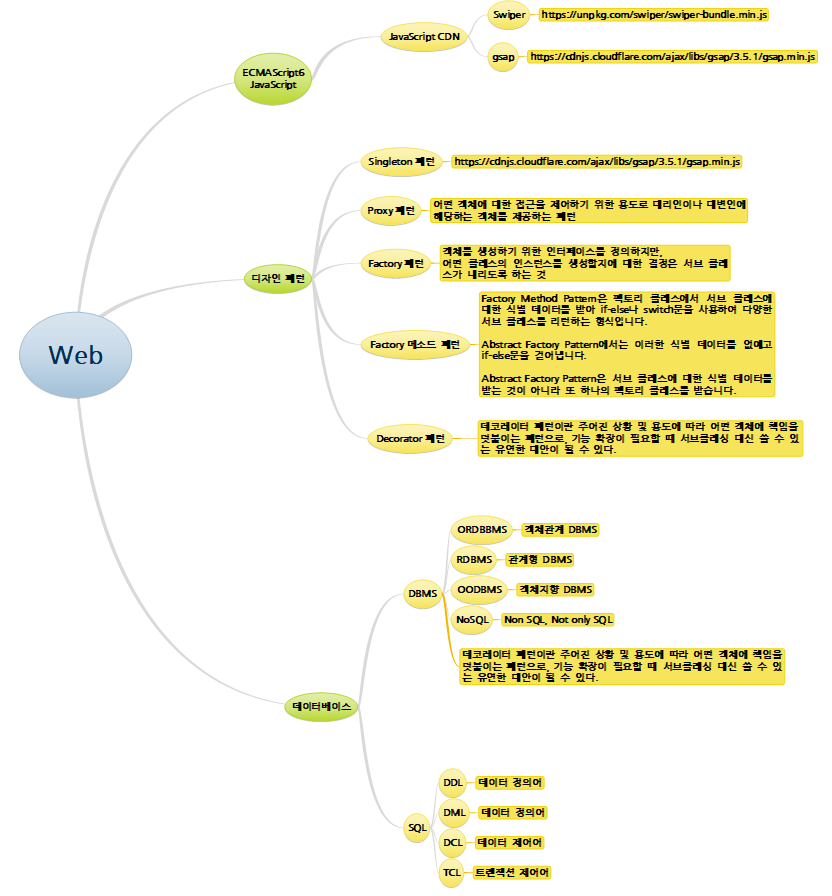 Web
ECMAScript6
JavaScript
JavaScript CDN
Swiper
https://unpkg.com/swiper/swiper-bundle.min.js
gsap
https://cdnjs.cloudflare.com/ajax/libs/gsap/3.5.1/gsap.min.js
디자인 패턴
Singleton 패턴
https://cdnjs.cloudflare.com/ajax/libs/gsap/3.5.1/gsap.min.js
Proxy 패턴
어떤 객체에 대한 접근을 제어하기 위한 용도로 대리인이나 대변인에
해당하는 객체를 제공하는 패턴
Factory 패턴
객체를 생성하기 위한 인터페이스를 정의하지만,
어떤 클래스의 인스턴스를 생성할지에 대한 결정은 서브 클래
스가 내리도록 하는 것
Factory 메소드 패턴
Factory Method Pattern은 팩토리 클래스에서 서브 클래스에
대한 식별 데이터를 받아 if-else나 switch문을 사용하여 다양한
서브 클래스를 리턴하는 형식입니다.
Abstract Factory Pattern에서는 이러한 식별 데이터를 없애고
if-else문을 걷어냅니다.
Abstract Factory Pattern은 서브 클래스에 대한 식별 데이터를
받는 것이 아니라 또 하나의 팩토리 클래스를 받습니다.
Decorator 패턴
데코레이터 패턴이란 주어진 상황 및 용도에 따라 어떤 객체에 책임을
덧붙이는 패턴으로, 기능 확장이 필요할 때 서브클래싱 대신 쓸 수 있
는 유연한 대안이 될 수 있다.
데이터베이스
DBMS
ORDBBMS
객체관계 DBMS
RDBMS
관계형 DBMS
OODBMS
객체지향 DBMS
NoSQL
Non SQL, Not only SQL
데코레이터 패턴이란 주어진 상황 및 용도에 따라 어떤 객체에 책임을
덧붙이는 패턴으로, 기능 확장이 필요할 때 서브클래싱 대신 쓸 수 있
는 유연한 대안이 될 수 있다.
SQL
DDL
데이터 정의어
DML
데이터 정의어
DCL
데이터 제어어
TCL
트랜잭션 제어어